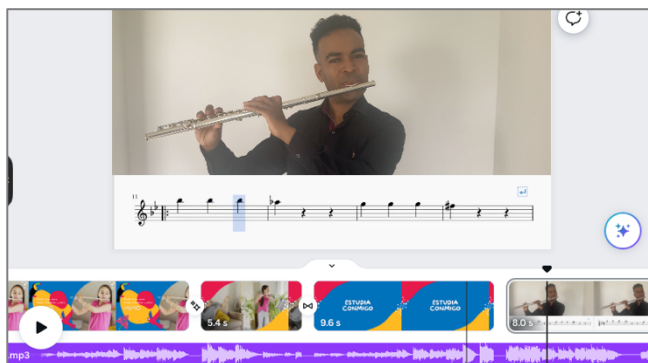 11
5.4 s
ESTUDIA
CONMIGO
ESTUDIA
CONMIGO
9.6 s
8.0 s
.mp3